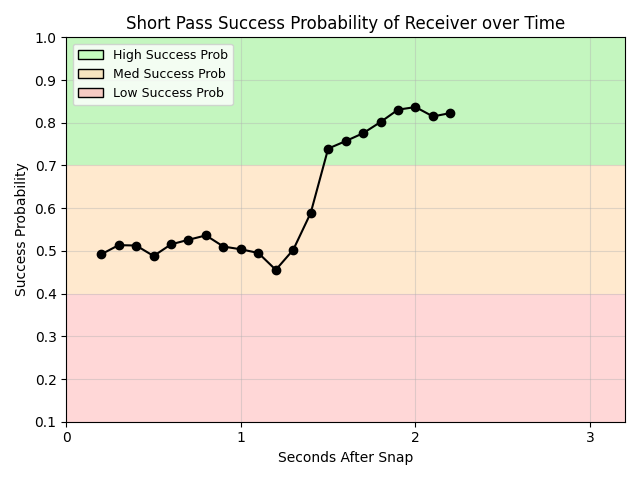 Short Pass Success Probability of Receiver over Time
1.0
High Success Prob
Med Success Prob
Low Success Prob
0.9
0.8
0.7
0.6
0.5
0.4
0.3
0.2
0.1
Success Probability
0
1
2
3
Seconds After Snap